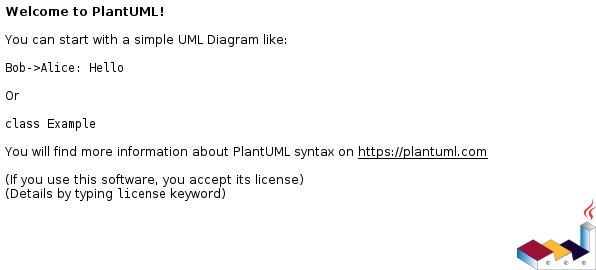 Welcome to PlantUML!
You can start with a simple UML Diagram like:
Bob->Alice: Hello
Or
class Example
You will find more information about PlantUML syntax on https://plantuml.com
(If you use this software, you accept its license)
(Details by typing license keyword)